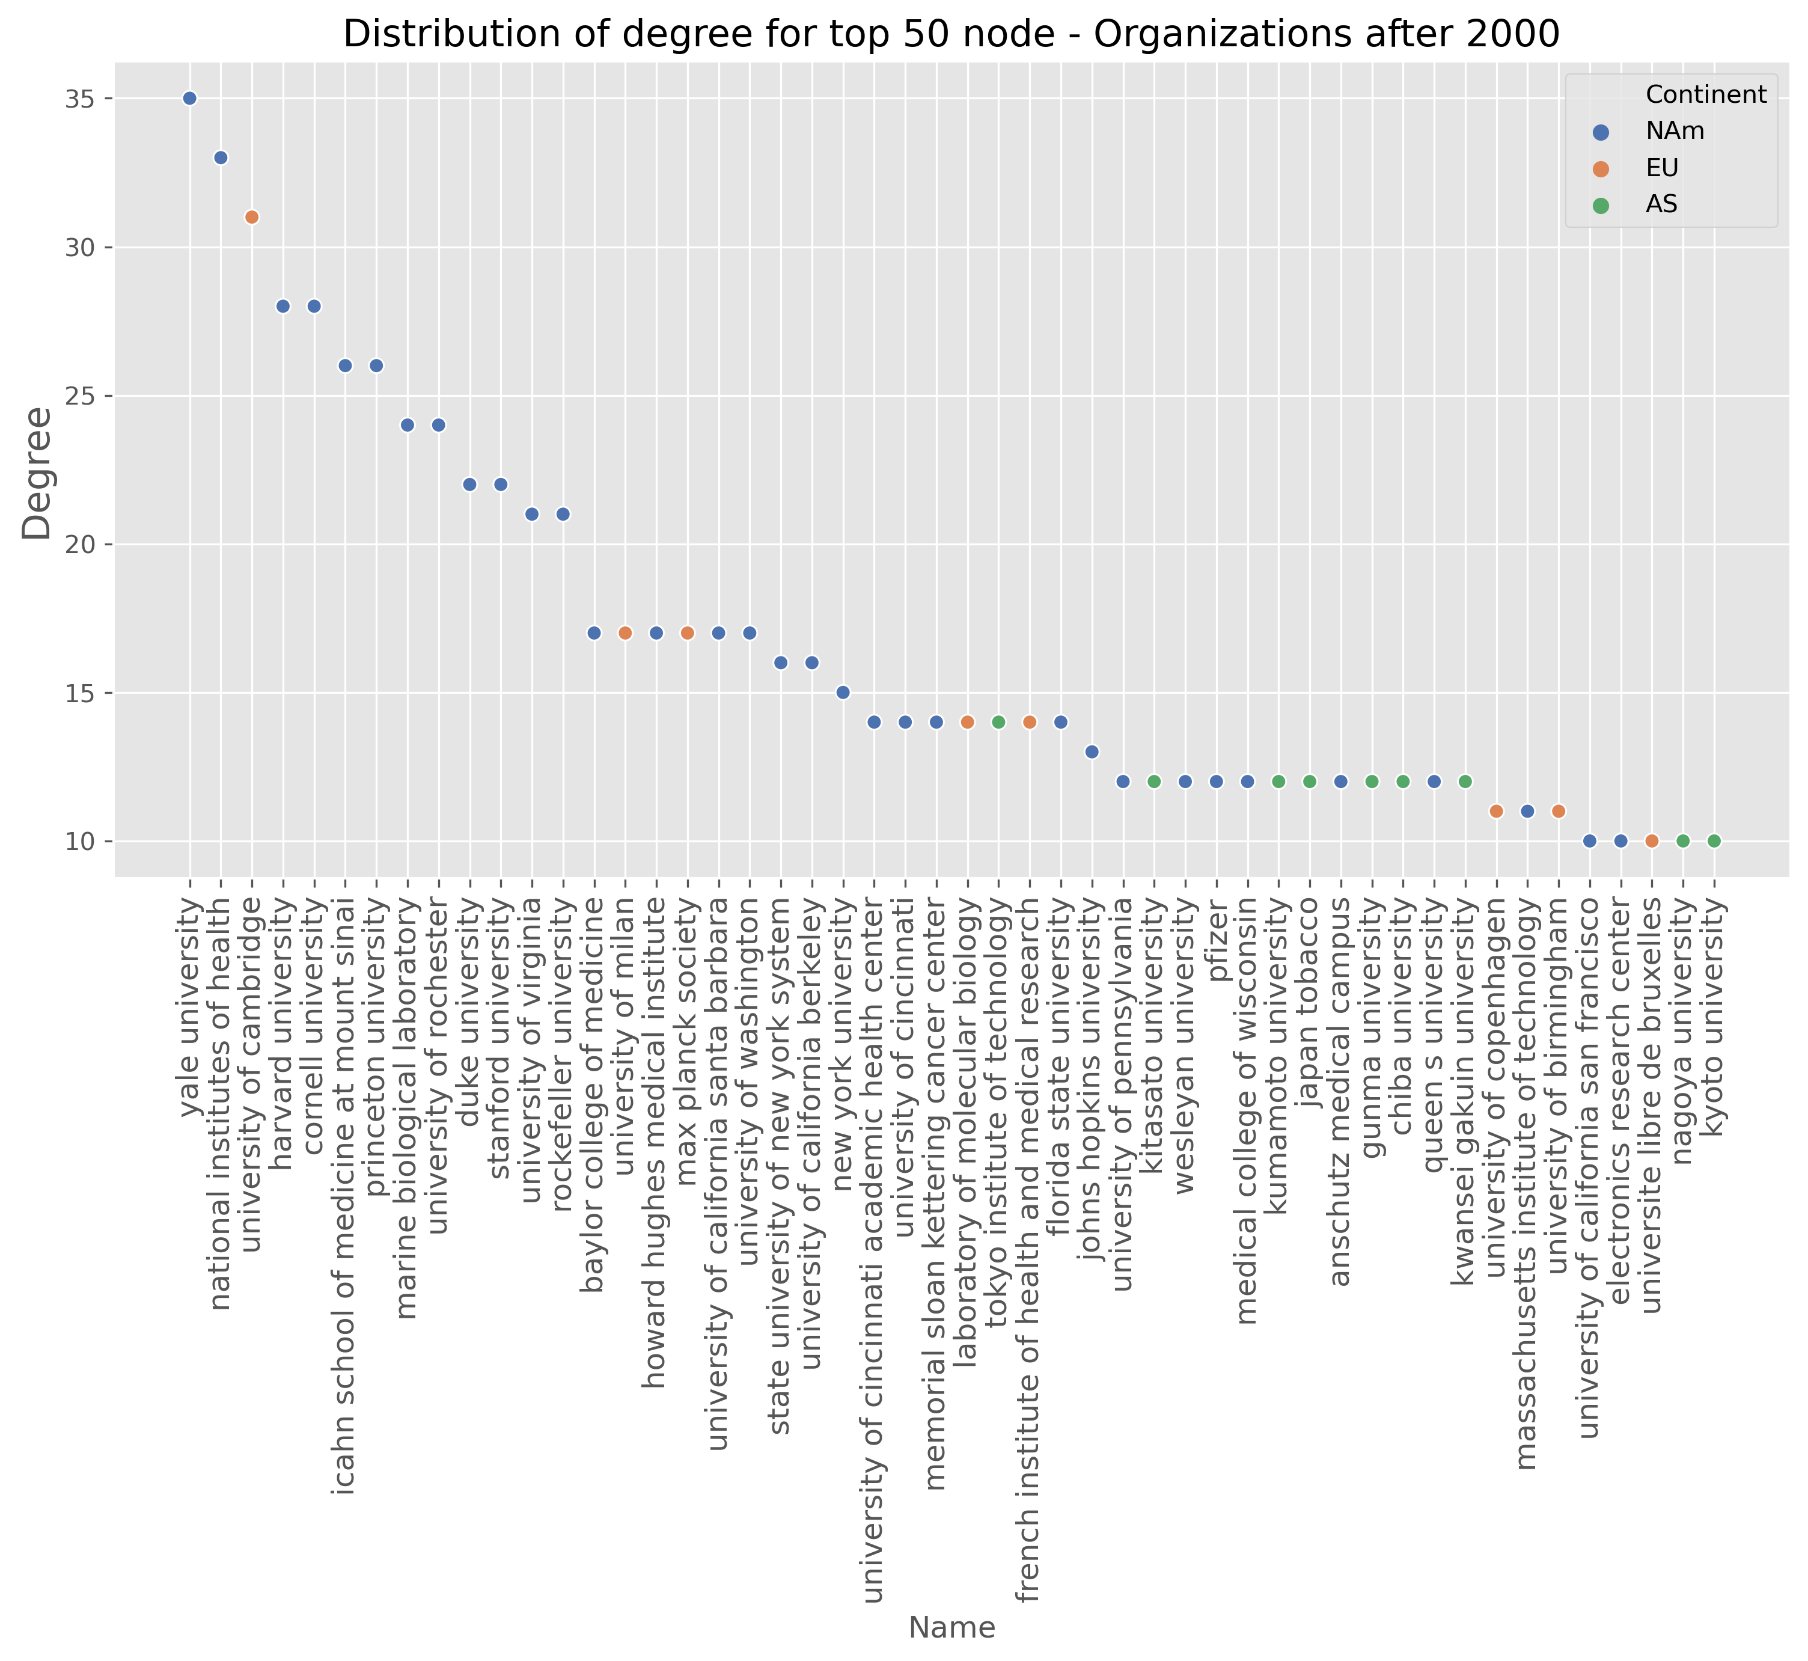 Distribution of degree for top 50 node - Organizations after 2000
Continent
NAm
EU
AS
Degree
35
30
25
20
15
10
yale university
national institutes of health
university of cambridge
harvard university
cornell university
icahn school of medicine at mount sinai
princeton university
marine biological laboratory
university of rochester
duke university
stanford university
university of virginia
rockefeller university
baylor college of medicine
university of milan
howard hughes medical institute
max planck society
university of california santa barbara
university of washington
state university of new york system
university of california berkeley
new york university
university of cincinnati academic health center
university of cincinnati
memorial sloan kettering cancer center
laboratory of molecular biology
tokyo institute of technology
french institute of health and medical research
florida state university
johns hopkins university
university of pennsylvania
kitasato university
wesleyan university
pfizer
medical college of wisconsin
kumamoto university
japan tobacco
anschutz medical campus
gunma university
chiba university
queen s university
kwansei gakuin university
university of copenhagen
massachusetts institute of technology
university of birmingham
university of california san francisco
electronics research center
universite libre de bruxelles
nagoya university
kyoto university
Name